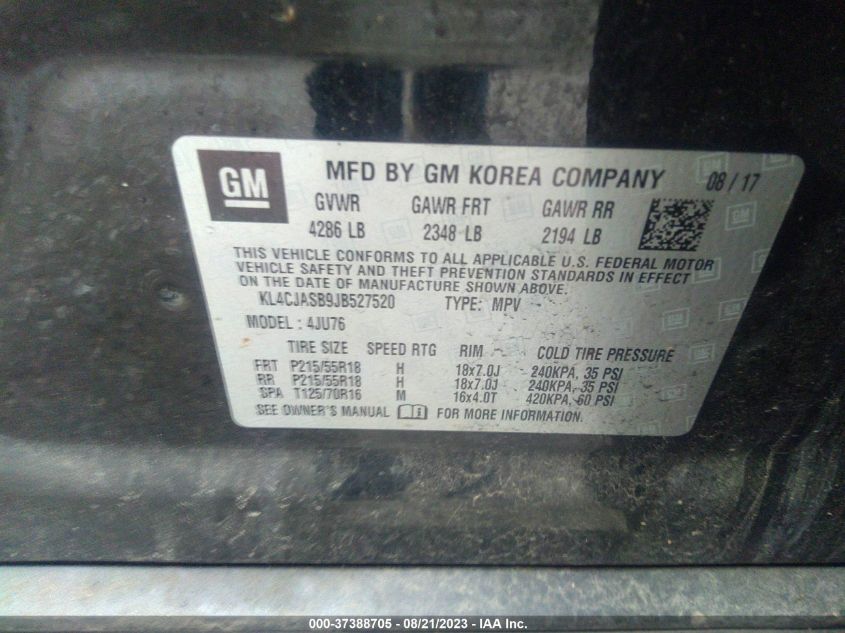 GM MFD BY GM KOREA COMPANY 08 / 17
GVWR GAWR FRT GAWR RR
4286 LB 2348 LB 2194 LB
THIS VEHICLE CONFORMS TO ALL APPLICABLE U.S. FEDERAL MOTOR
VEHICLE SAFETY AND THEFT PREVENTION STANDARDS IN EFFECT
ON THE DATE OF MANUFACTURE SHOWN ABOVE.
KL4CJASB9JB527520 TYPE: MPV
MODEL : 4JU76
TIRE SIZE SPEED RTG RIM COLD TIRE PRESSURE
FRT P215/55R18 H 18x7.0J 240KPA, 35 PSI
RR P215/55R18 H 18x7.0J 240KPA, 35 PSI
SPA T125/70R16 M 16x4.0T 420KPA, 60 PSI
SEE OWNER'S MANUAL FOR MORE INFORMATION.
000-37388705 - 08/21/2023 - IAA Inc.